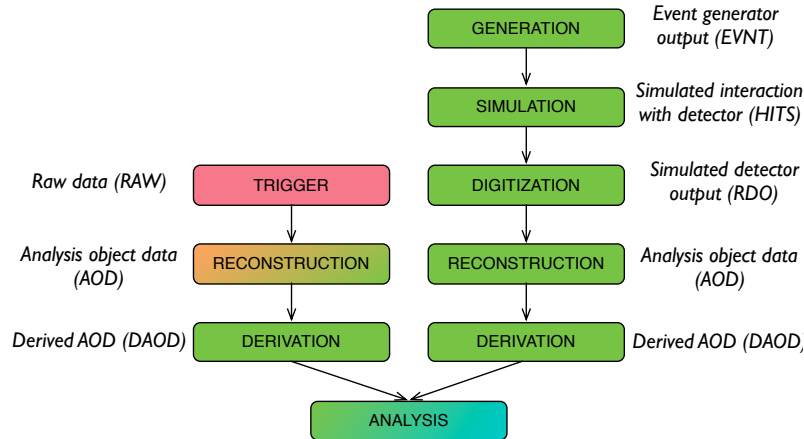 GENERATION
Event generator
output (EVNT)
SIMULATION
Simulated interaction
with detector (HITS)
Raw data (RAW)
TRIGGER
DIGITIZATION
Simulated detector
output (RDO)
Analysis object data
(AOD)
RECONSTRUCTION
RECONSTRUCTION
Analysis object data
(AOD)
Derived AOD (DAOD)
DERIVATION
DERIVATION
Derived AOD (DAOD)
ANALYSIS